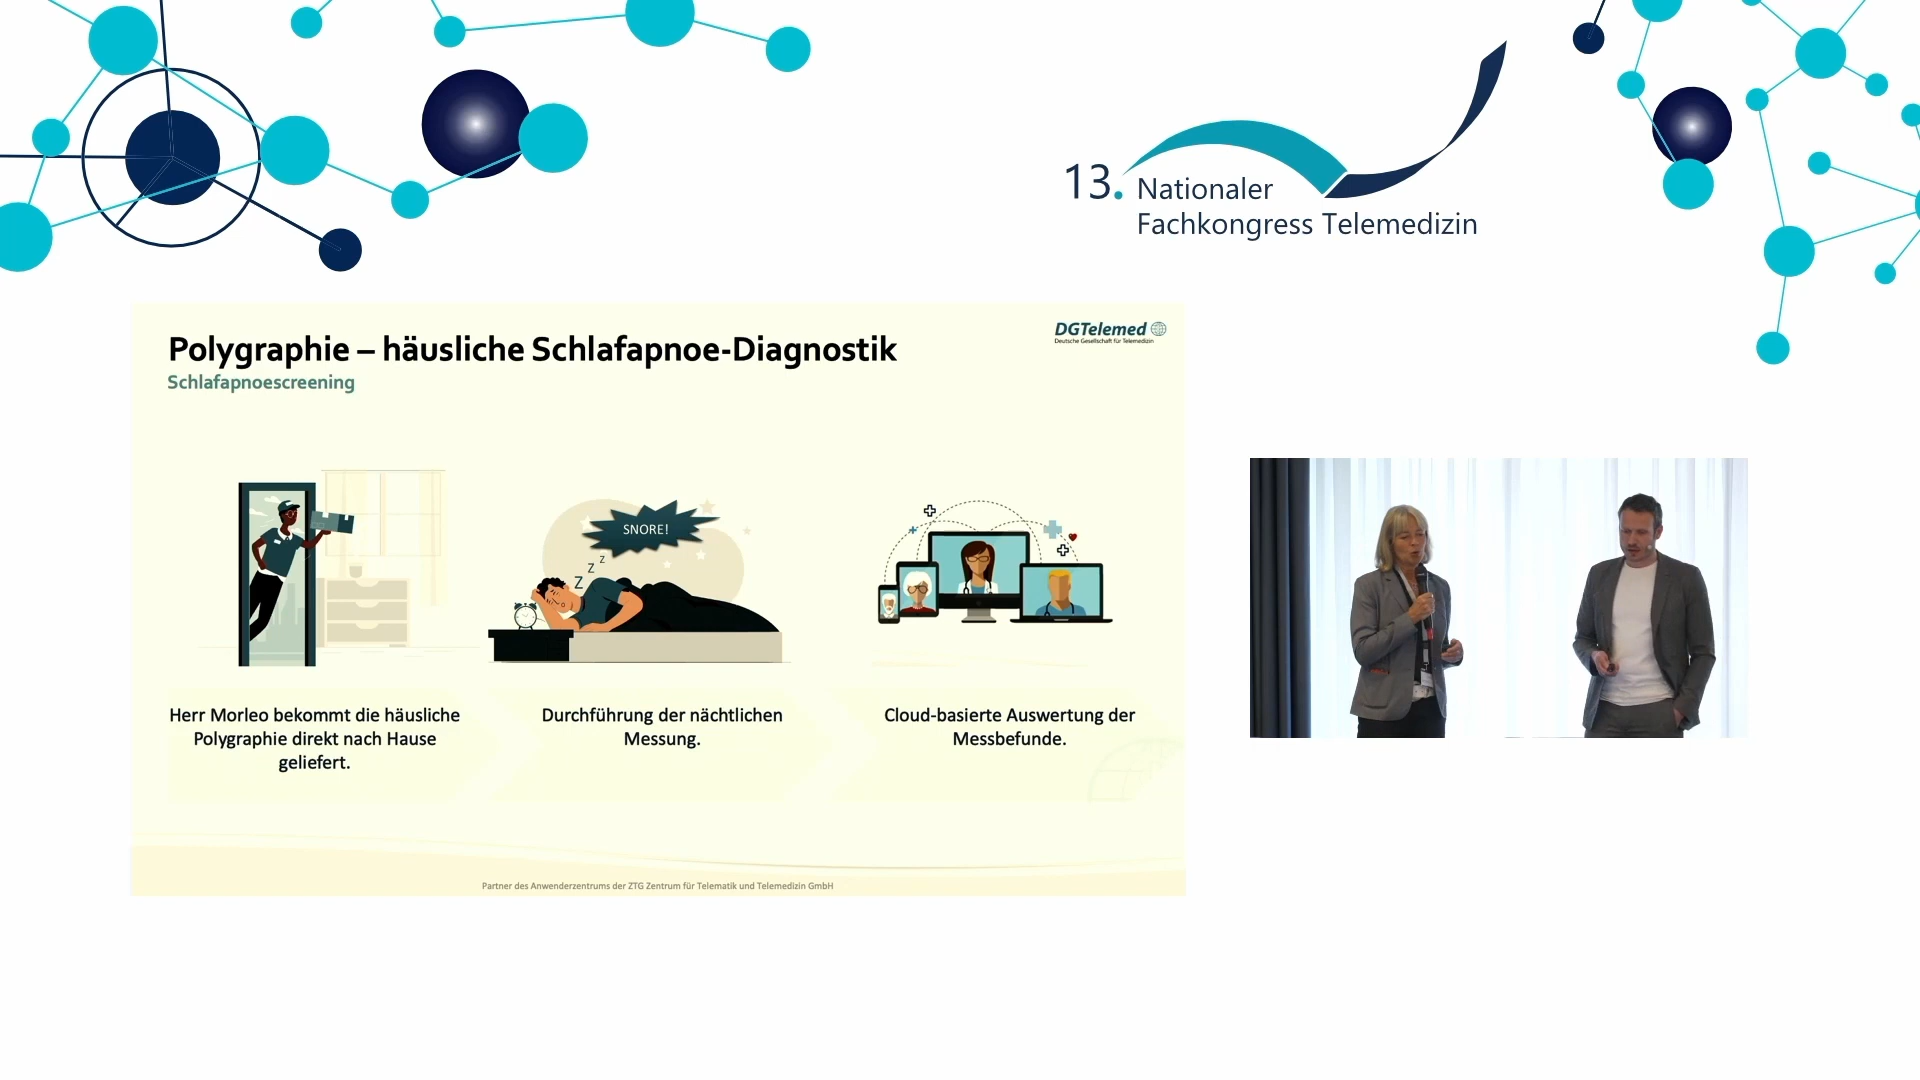 13. Nationaler
Fachkongress Telemedizin
DGTelemed
Deutsche Gesellschaft für Telemedizin
Polygraphie – häusliche Schlafapnoe-Diagnostik
Schlafapnoescreening
SNORE!
z
z
Z
Herr Morleo bekommt die häusliche
Polygraphie direkt nach Hause
geliefert.
Durchführung der nächtlichen
Messung.
Cloud-basierte Auswertung der
Messbefunde.
Partner des Anwenderzentrums der ZTG Zentrum für Telematik und Telemedizin GmbH